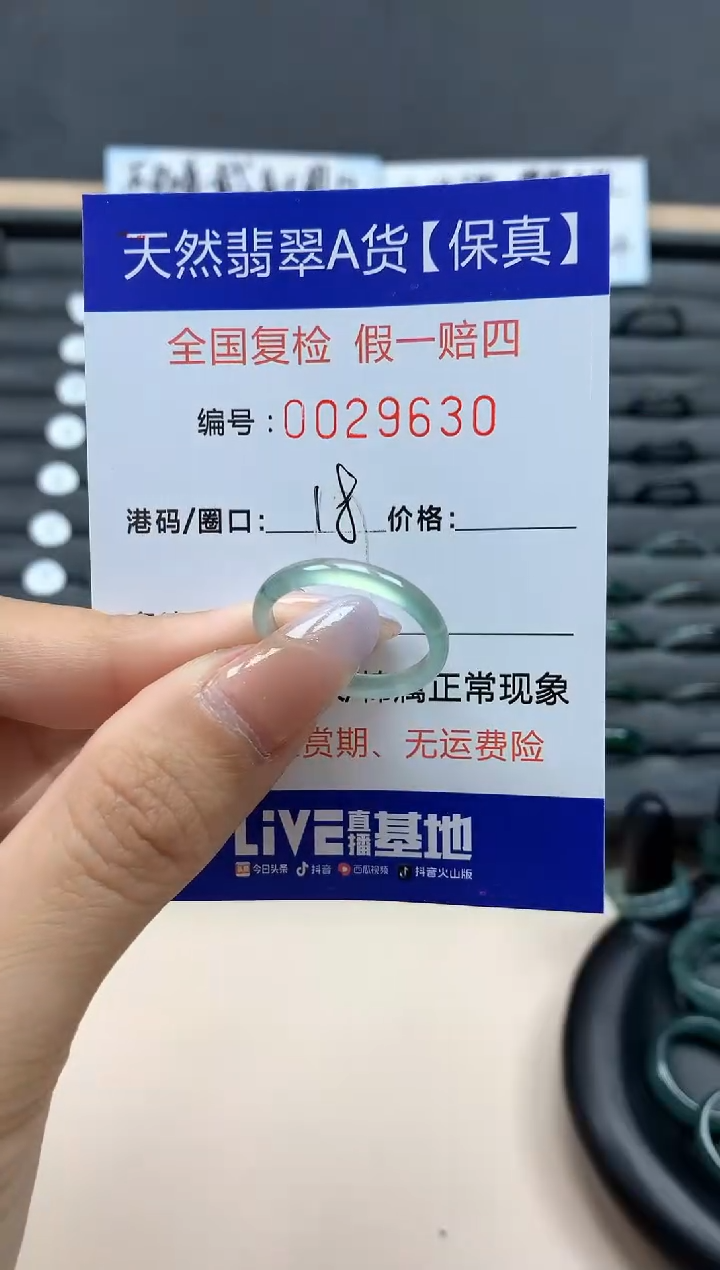 天然翡翠A货【保真】
全国复检 假一赔四
编号:0029630
港码/圈口: 18 价格:
属正常现象
赏期、无运费险
LiVE直播基地
今日头条 抖音 西瓜视频 抖音火山版